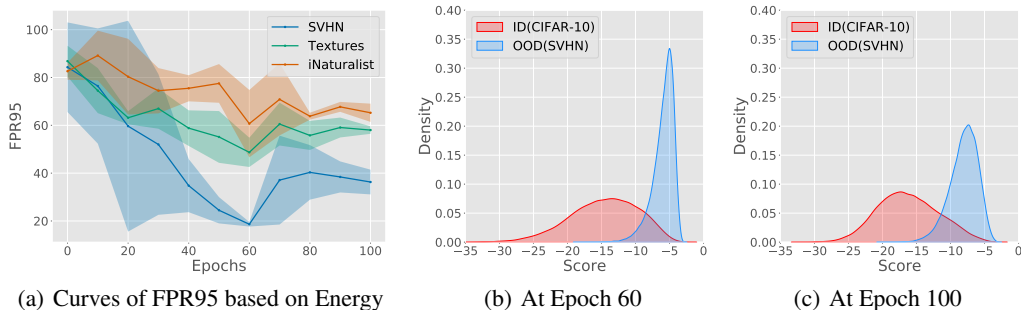 SVHN
Textures
iNaturalist
FPR95
100
80
60
40
20
0 20 40 60 80 100
Epochs
(a) Curves of FPR95 based on Energy
ID(CIFAR-10)
OOD(SVHN)
Density
0.40
0.35
0.30
0.25
0.20
0.15
0.10
0.05
0.00
−35 −30 −25 −20 −15 −10 −5 0
Score
(b) At Epoch 60
ID(CIFAR-10)
OOD(SVHN)
Density
0.40
0.35
0.30
0.25
0.20
0.15
0.10
0.05
0.00
−35 −30 −25 −20 −15 −10 −5 0
Score
(c) At Epoch 100